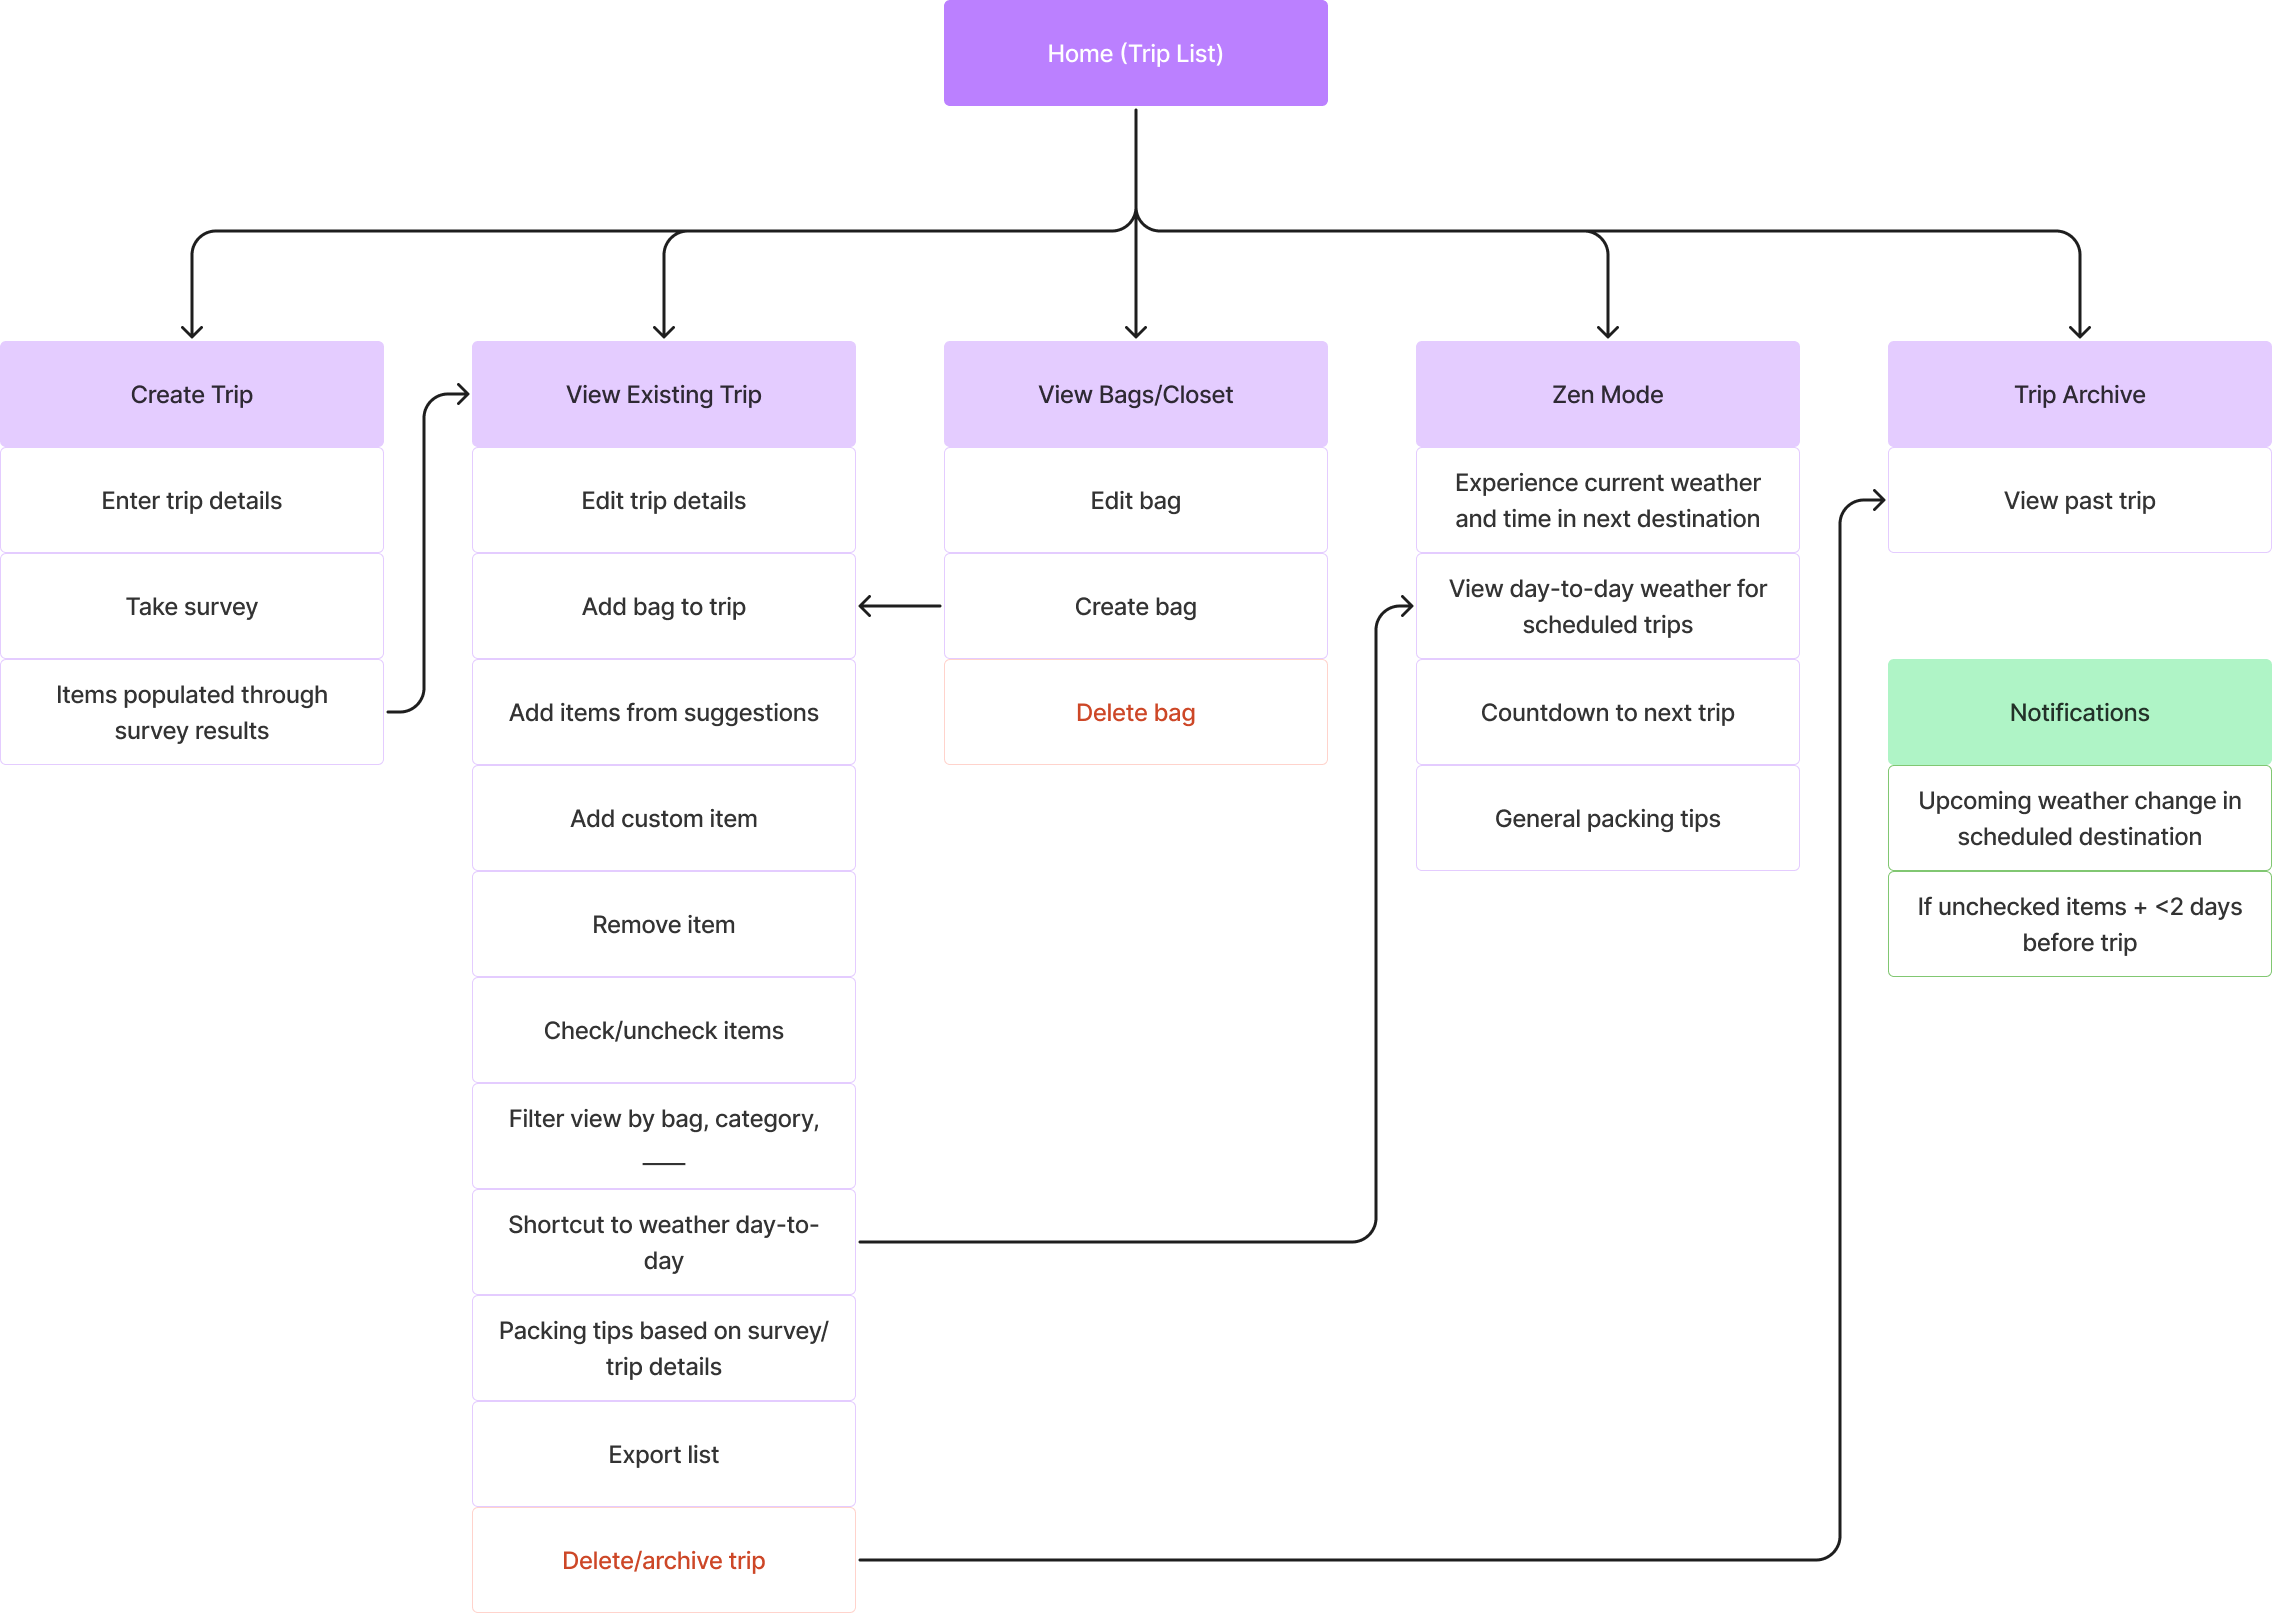 Home (Trip List)
Create Trip
Enter trip details
Take survey
Items populated through
survey results
View Existing Trip
Edit trip details
Add bag to trip
Add items from suggestions
Add custom item
Remove item
Check/uncheck items
Filter view by bag, category,
___
Shortcut to weather day-to-
day
Packing tips based on survey/
trip details
Export list
Delete/archive trip
View Bags/Closet
Edit bag
Create bag
Delete bag
Zen Mode
Experience current weather
and time in next destination
View day-to-day weather for
scheduled trips
Countdown to next trip
General packing tips
Trip Archive
View past trip
Notifications
Upcoming weather change in
scheduled destination
If unchecked items + <2 days
before trip